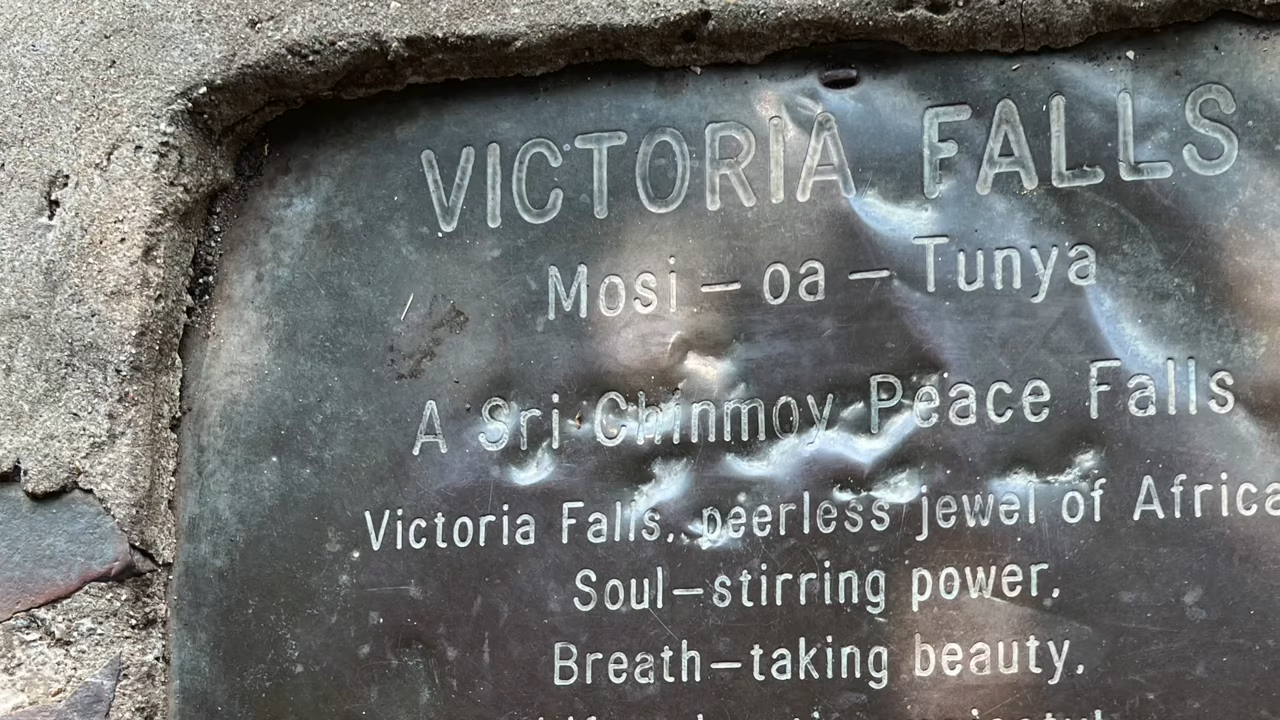 VICTORIA FALLS
Mosi – oa – Tunya
A Sri Chinmoy Peace Falls
Victoria Falls, peerless jewel of Africa
Soul–stirring power,
Breath–taking beauty,